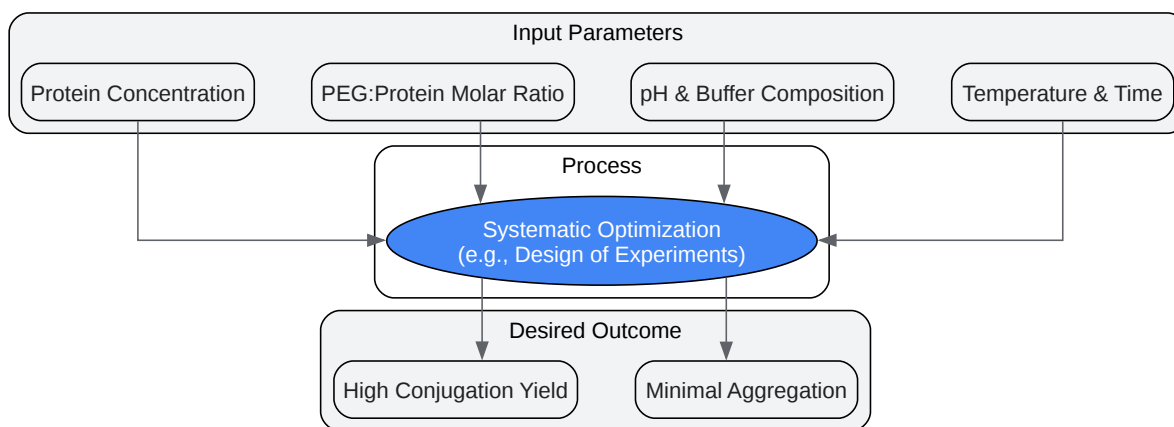 Input Parameters
Protein Concentration
PEG:Protein Molar Ratio
pH & Buffer Composition
Temperature & Time
Process
Systematic Optimization
(e.g., Design of Experiments)
Desired Outcome
High Conjugation Yield
Minimal Aggregation